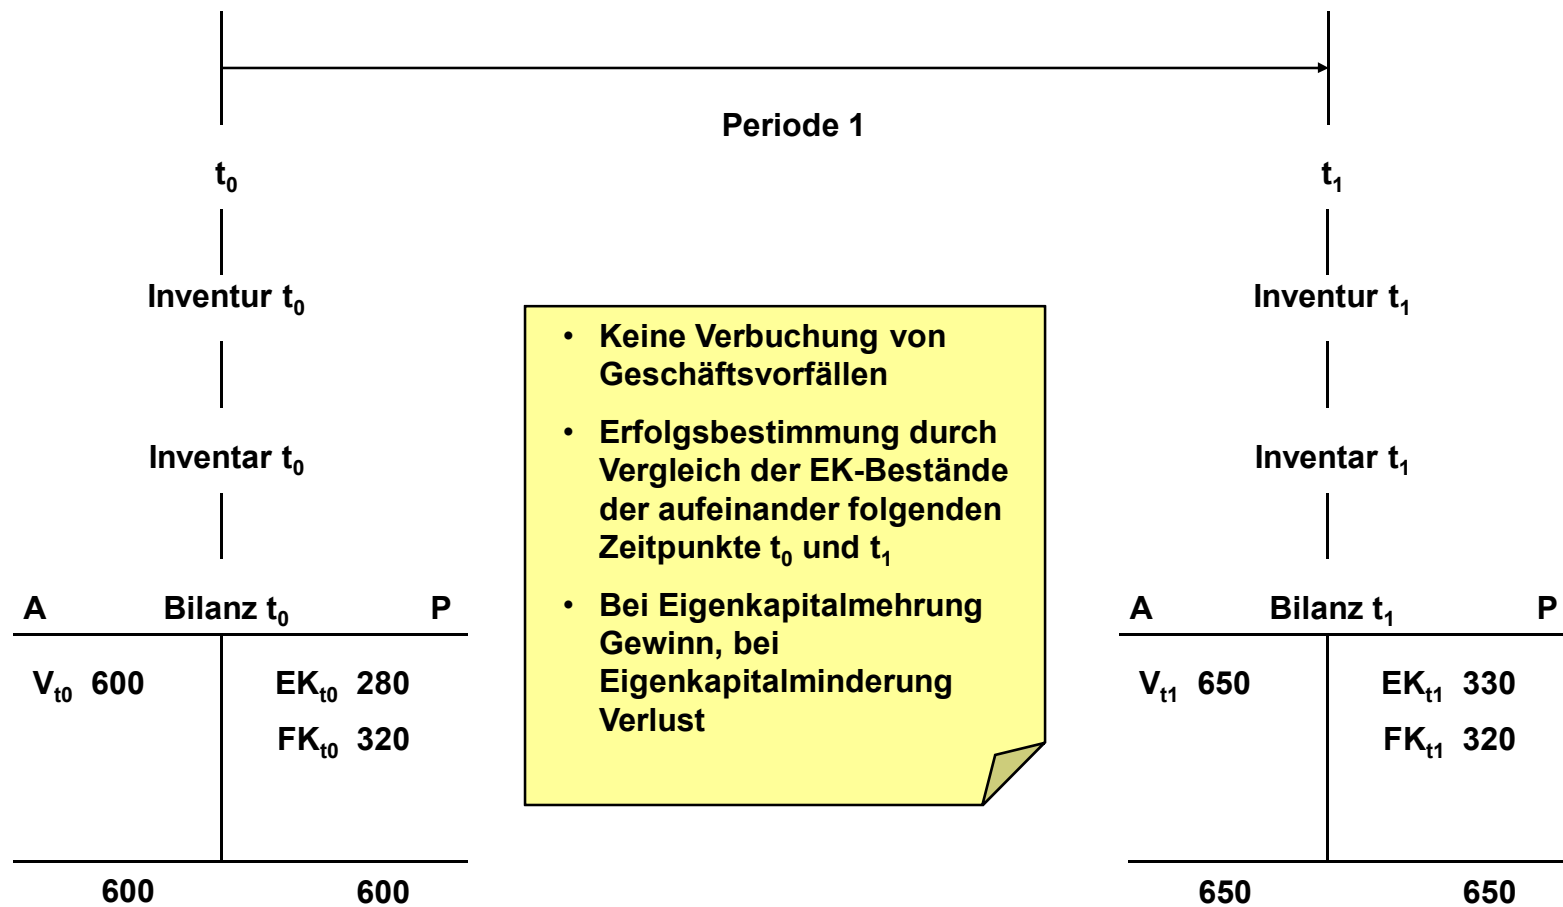 Periode 1
t0
t1
Inventur t0
Inventur t1
• Keine Verbuchung von
Geschäftsvorfällen
• Erfolgsbestimmung durch
Vergleich der EK-Bestände
der aufeinander folgenden
Zeitpunkte t0 und t1
• Bei Eigenkapitalmehrung
Gewinn, bei
Eigenkapitalminderung
Verlust
Inventar t0
Inventar t1
A Bilanz t0 P
Vt0 600 EKt0 280
FKt0 320
600 600
A Bilanz t1 P
Vt1 650 EKt1 330
FKt1 320
650 650